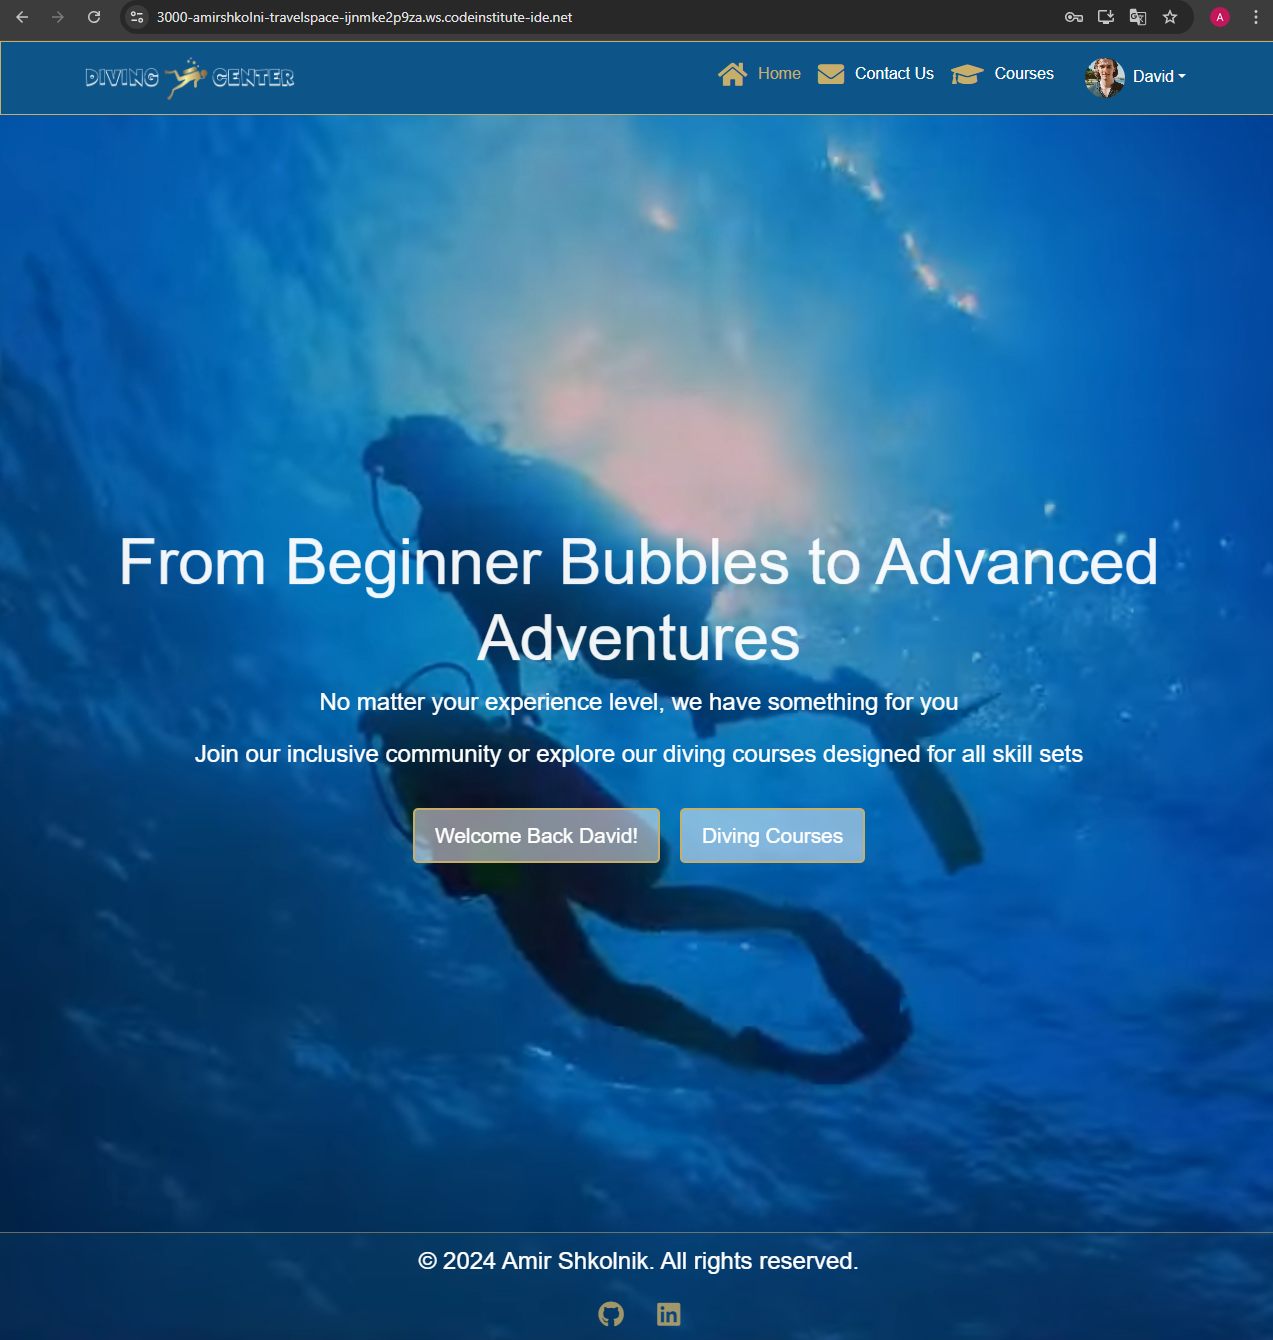 3000-amirshkolni-travelspace-ijnmke2p9za.ws.codeinstitute-ide.net
A
DIVING CENTER
Home
Contact Us
Courses
David
From Beginner Bubbles to Advanced
Adventures
No matter your experience level, we have something for you
Join our inclusive community or explore our diving courses designed for all skill sets
Welcome Back David!
Diving Courses
© 2024 Amir Shkolnik. All rights reserved.
in